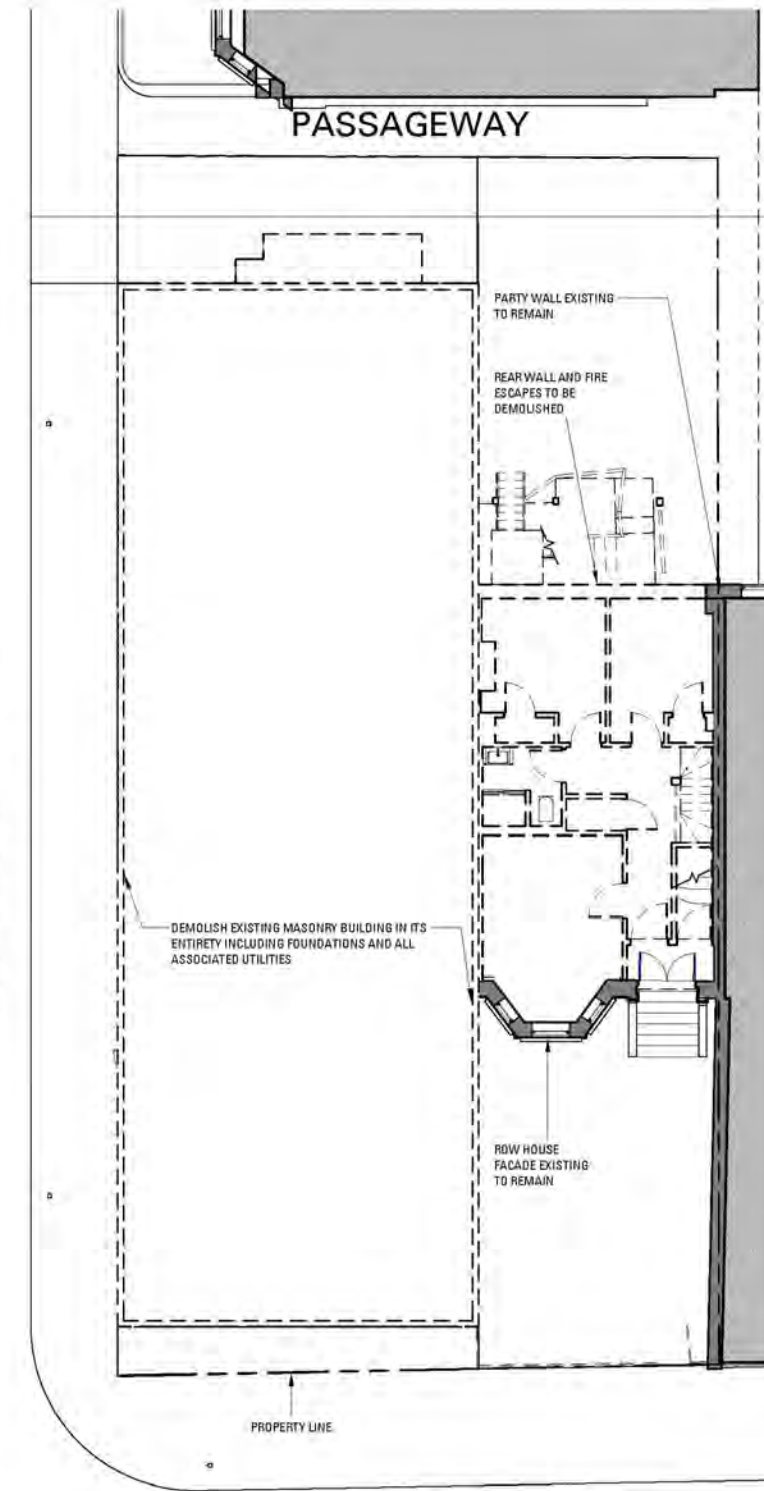 PASSAGEWAY
PARTY WALL EXISTING
TO REMAIN
REAR WALL AND FIRE
ESCAPES TO BE
DEMOLISHED
DEMOLISH EXISTING MASONRY BUILDING IN ITS
ENTIRETY INCLUDING FOUNDATIONS AND ALL
ASSOCIATED UTILITIES
ROW HOUSE
FACADE EXISTING
TO REMAIN
PROPERTY LINE